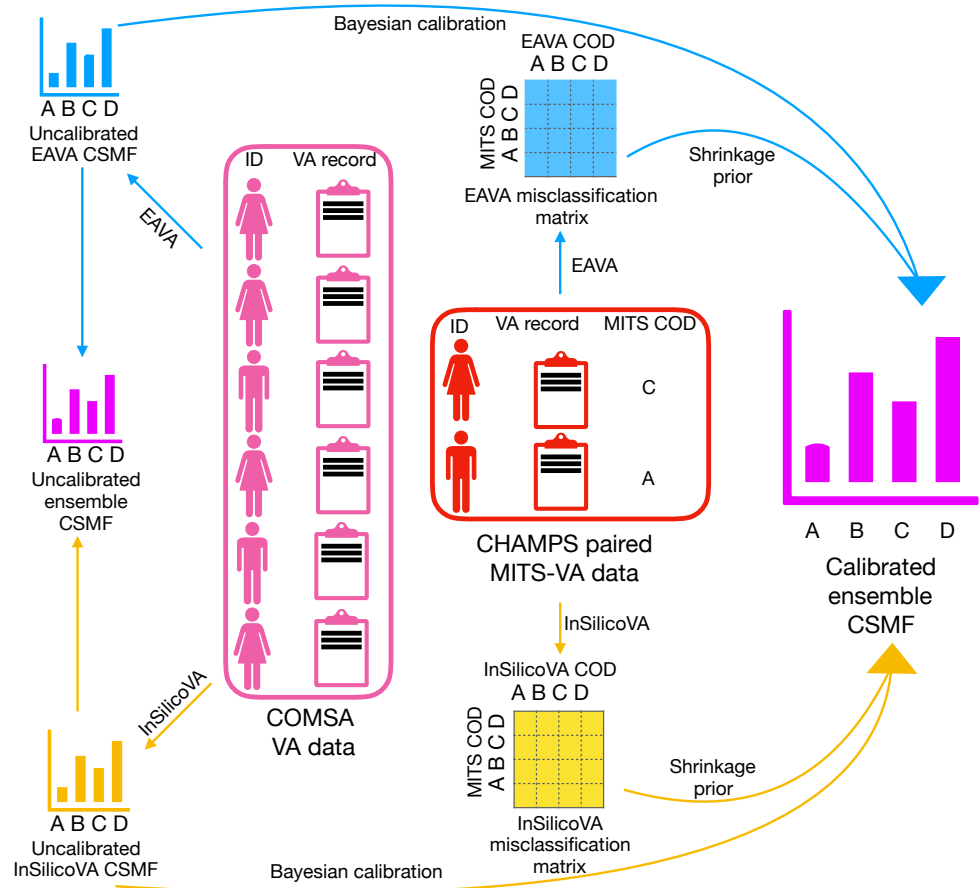 Bayesian calibration
A B C D
Uncalibrated
EAVA CSMF
EAVA
ID VA record
EAVA COD
A B C D
MITS COD
A B C D
EAVA misclassification
matrix
Shrinkage
prior
EAVA
A B C D
Uncalibrated
ensemble
CSMF
ID VA record MITS COD
C
A
CHAMPS paired
MITS-VA data
A B C D
Calibrated
ensemble
CSMF
InSilicoVA
COMSA
VA data
InSilicoVA
InSilicoVA COD
A B C D
MITS COD
A B C D
InSilicoVA
misclassification
matrix
Shrinkage
prior
A B C D
Uncalibrated
InSilicoVA CSMF
Bayesian calibration